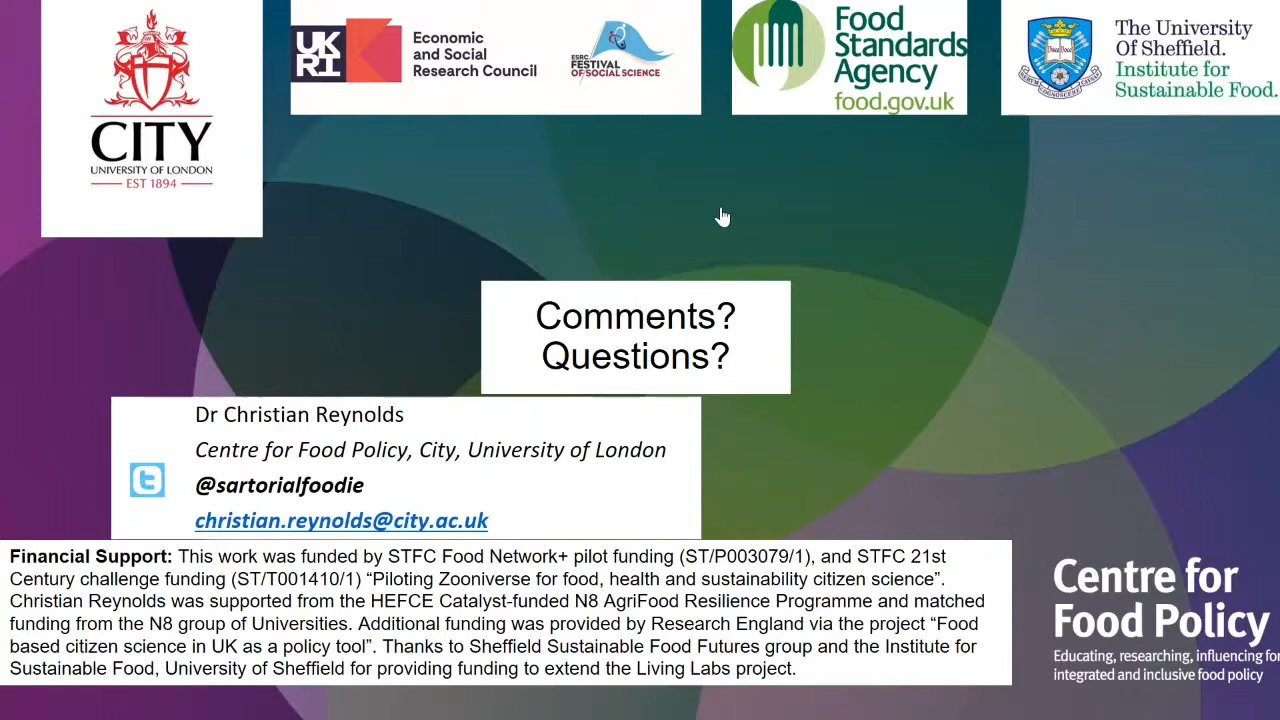 CITY
UNIVERSITY OF LONDON
EST 1894
UK
RI
Economic
and Social
Research Council
ESRC
FESTIVAL
OF SOCIAL SCIENCE
Food
Standards
Agency
food.gov.uk
The University
Of Sheffield.
Institute for
Sustainable Food.
Comments?
Questions?
Dr Christian Reynolds
Centre for Food Policy, City, University of London
@sartorialfoodie
christian.reynolds@city.ac.uk
Financial Support: This work was funded by STFC Food Network+ pilot funding (ST/P003079/1), and STFC 21st
Century challenge funding (ST/T001410/1) “Piloting Zooniverse for food, health and sustainability citizen science”.
Christian Reynolds was supported from the HEFCE Catalyst-funded N8 AgriFood Resilience Programme and matched
funding from the N8 group of Universities. Additional funding was provided by Research England via the project “Food
based citizen science in UK as a policy tool”. Thanks to Sheffield Sustainable Food Futures group and the Institute for
Sustainable Food, University of Sheffield for providing funding to extend the Living Labs project.
Centre for
Food Policy
Educating, researching, influencing for
integrated and inclusive food policy